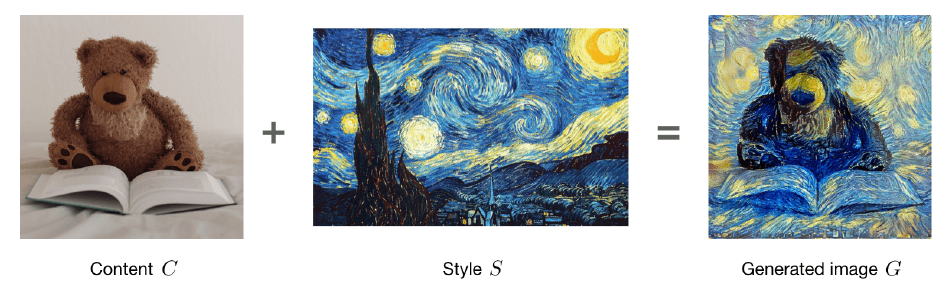 +
=
Content C
Style S
Generated image G